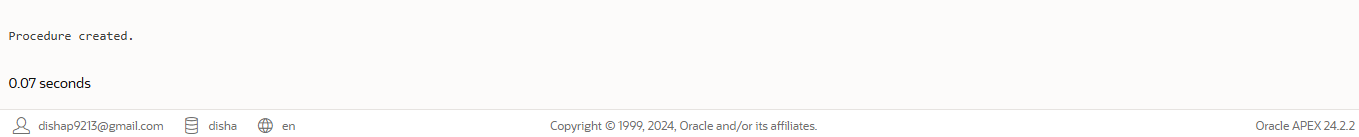 Procedure created.
0.07 seconds
dishap9213@gmail.com disha en Copyright © 1999, 2024, Oracle and/or its affiliates. Oracle APEX 24.2.2